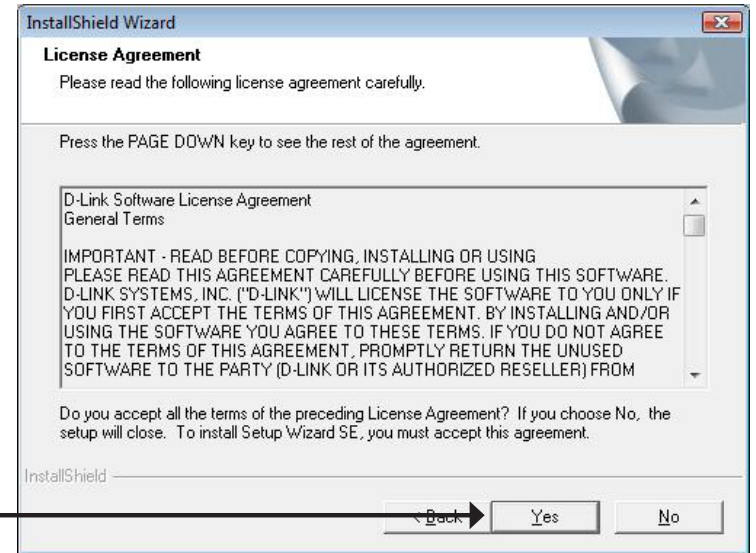 InstallShield Wizard
License Agreement
Please read the following license agreement carefully.
Press the PAGE DOWN key to see the rest of the agreement.
D-Link Software License Agreement
General Terms
IMPORTANT - READ BEFORE COPYING, INSTALLING OR USING
PLEASE READ THIS AGREEMENT CAREFULLY BEFORE USING THIS SOFTWARE.
D-LINK SYSTEMS, INC. ("D-LINK") WILL LICENSE THE SOFTWARE TO YOU ONLY IF
YOU FIRST ACCEPT THE TERMS OF THIS AGREEMENT. BY INSTALLING AND/OR
USING THE SOFTWARE YOU AGREE TO THESE TERMS. IF YOU DO NOT AGREE
TO THE TERMS OF THIS AGREEMENT, PROMPTLY RETURN THE UNUSED
SOFTWARE TO THE PARTY (D-LINK OR ITS AUTHORIZED RESELLER) FROM
Do you accept all the terms of the preceding License Agreement? If you choose No, the
setup will close. To install Setup Wizard SE, you must accept this agreement.
InstallShield
< Back Yes No